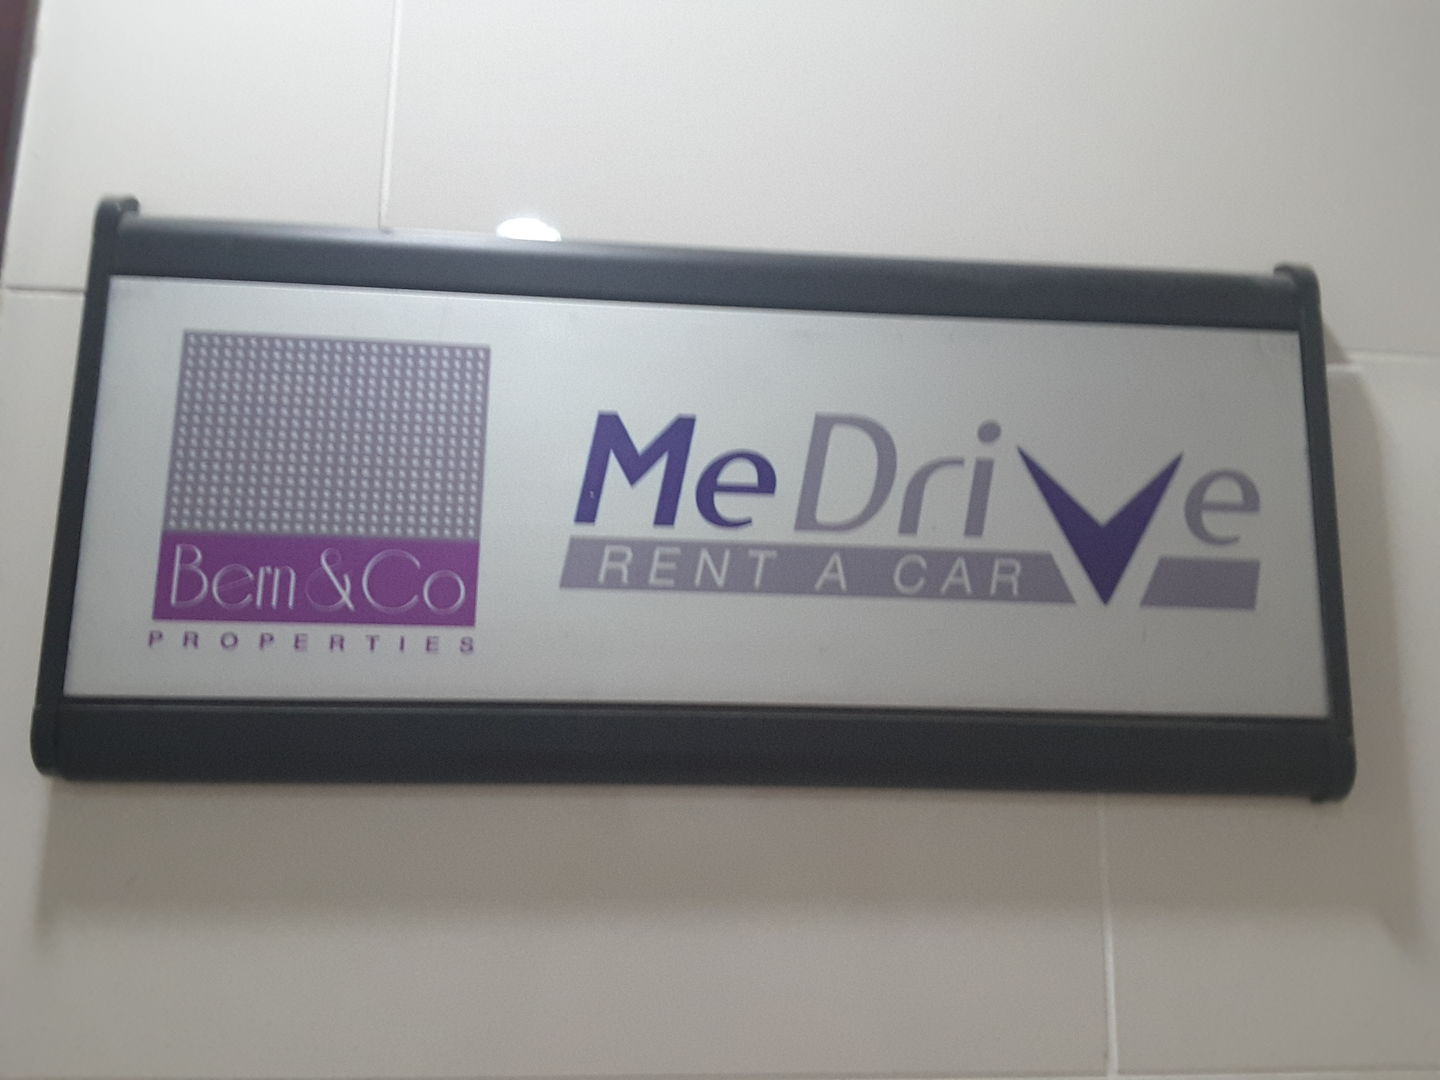 Bern & Co
PROPERTIES
MeDrive
RENT A CAR